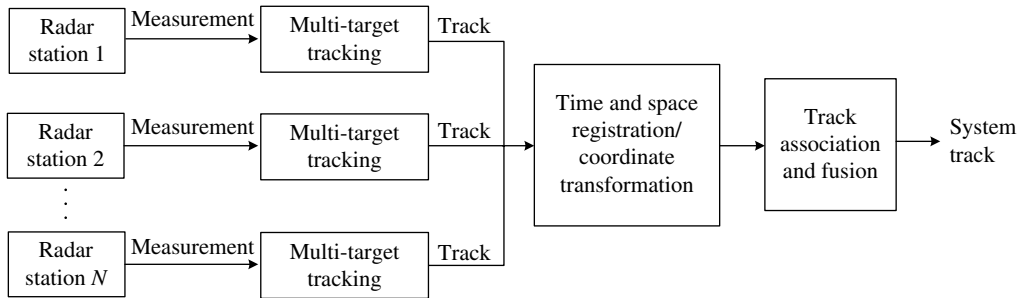 Radar
station 1
Measurement
Multi-target
tracking
Track
Radar
station 2
Measurement
Multi-target
tracking
Track
Time and space
registration/
coordinate
transformation
Track
association
and fusion
System
track
Radar
station N
Measurement
Multi-target
tracking
Track